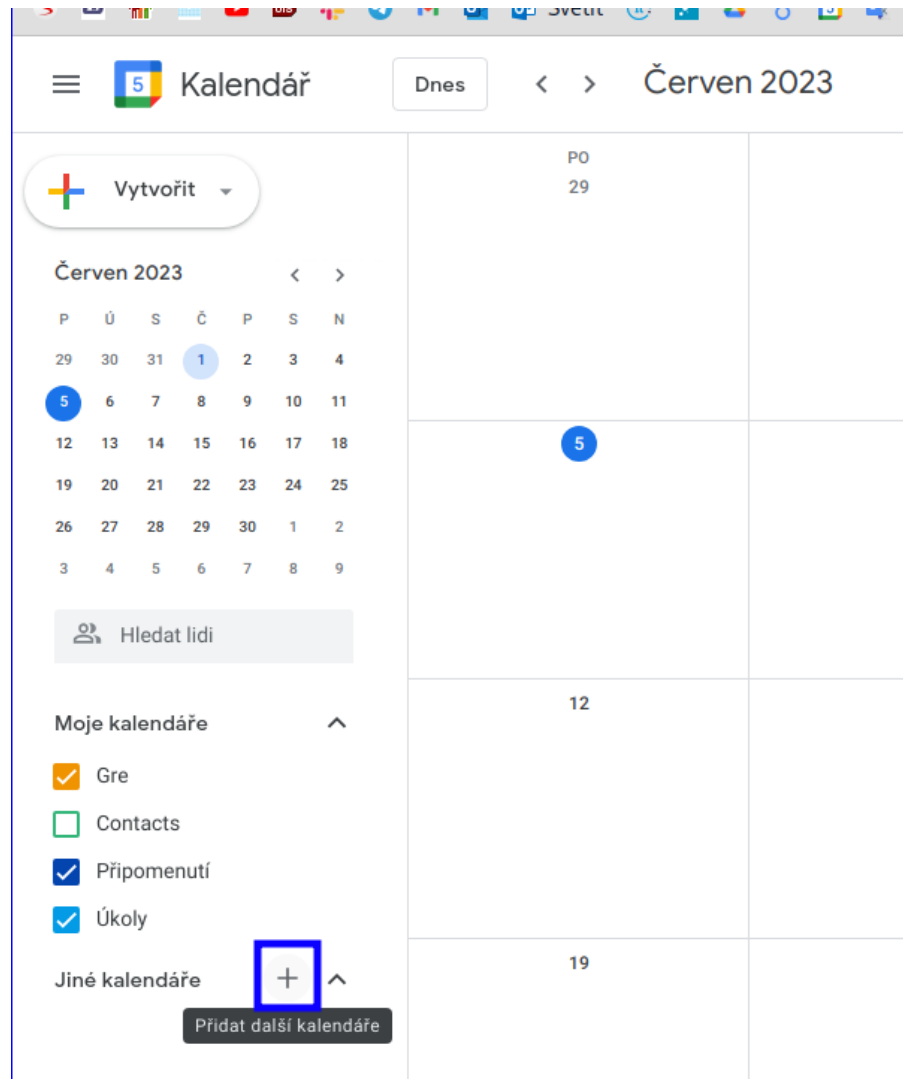 5 Kalendář Dnes Červen 2023
Vytvořit
PO
29
Červen 2023
P Ú S Č P S N
29 30 31 1 2 3 4
5 6 7 8 9 10 11
12 13 14 15 16 17 18
19 20 21 22 23 24 25
26 27 28 29 30 1 2
3 4 5 6 7 8 9
5
Hledat lidi
12
Moje kalendáře
Gre
Contacts
Připomenutí
Úkoly
19
Jiné kalendáře
Přidat další kalendáře